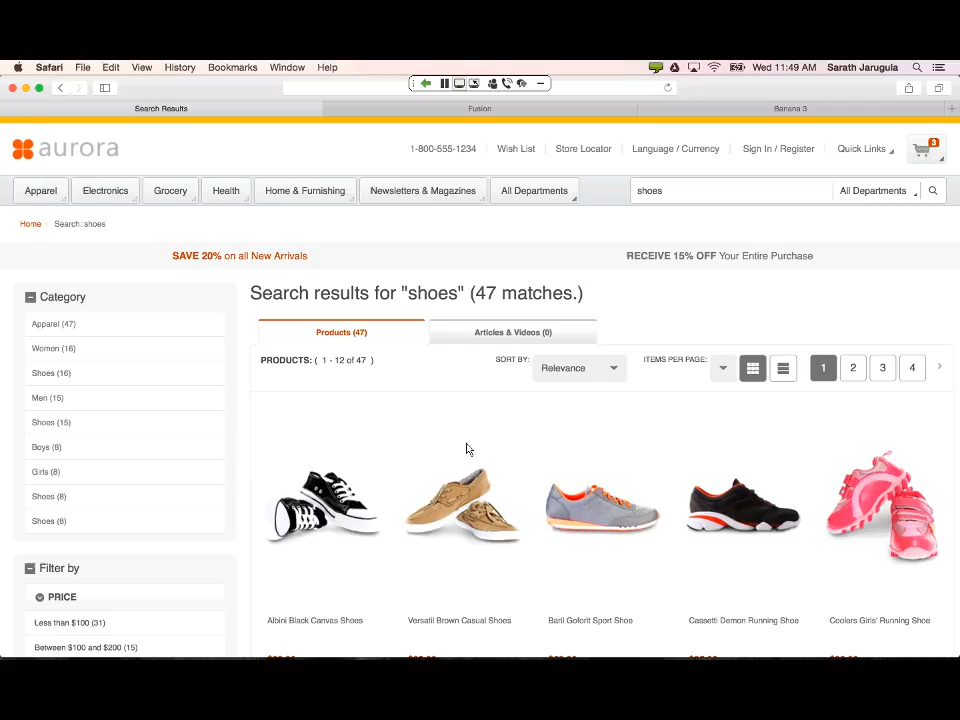 Safari File Edit View History Bookmarks Window Help Wed 11:49 AM Sarath Jarugula
Search Results Fusion Banana 3
aurora 1-800-555-1234 Wish List Store Locator Language / Currency Sign In / Register Quick Links 3
Apparel Electronics Grocery Health Home & Furnishing Newsletters & Magazines All Departments shoes All Departments
Home Search: shoes
SAVE 20% on all New Arrivals RECEIVE 15% OFF Your Entire Purchase
Category
Apparel (47)
Women (16)
Shoes (16)
Men (15)
Shoes (15)
Boys (8)
Girls (8)
Shoes (8)
Shoes (8)
Filter by
PRICE
Less than $100 (31)
Between $100 and $200 (15)
Search results for "shoes" (47 matches.)
Products (47) Articles & Videos (0)
PRODUCTS: ( 1 - 12 of 47 ) SORT BY: Relevance ITEMS PER PAGE: 1 2 3 4
Albini Black Canvas Shoes Versatil Brown Casual Shoes Baril Goforit Sport Shoe Cassetti Demon Running Shoe Coolers Girls' Running Shoe